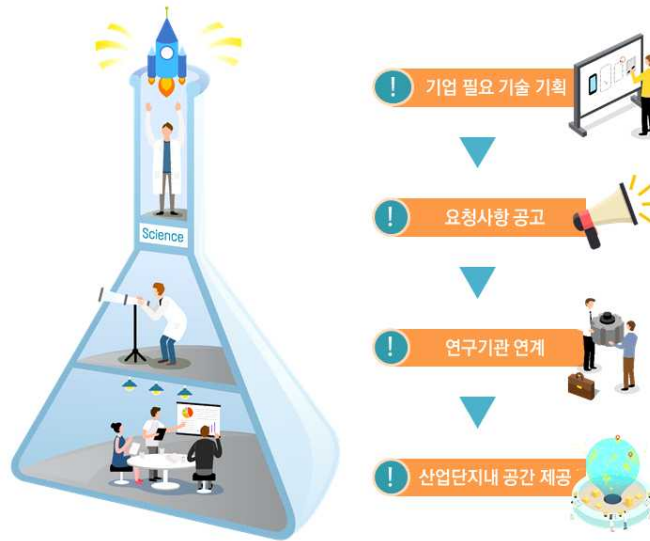 Science
기업 필요 기술 기획
요청사항 공고
연구기관 연계
산업단지내 공간 제공